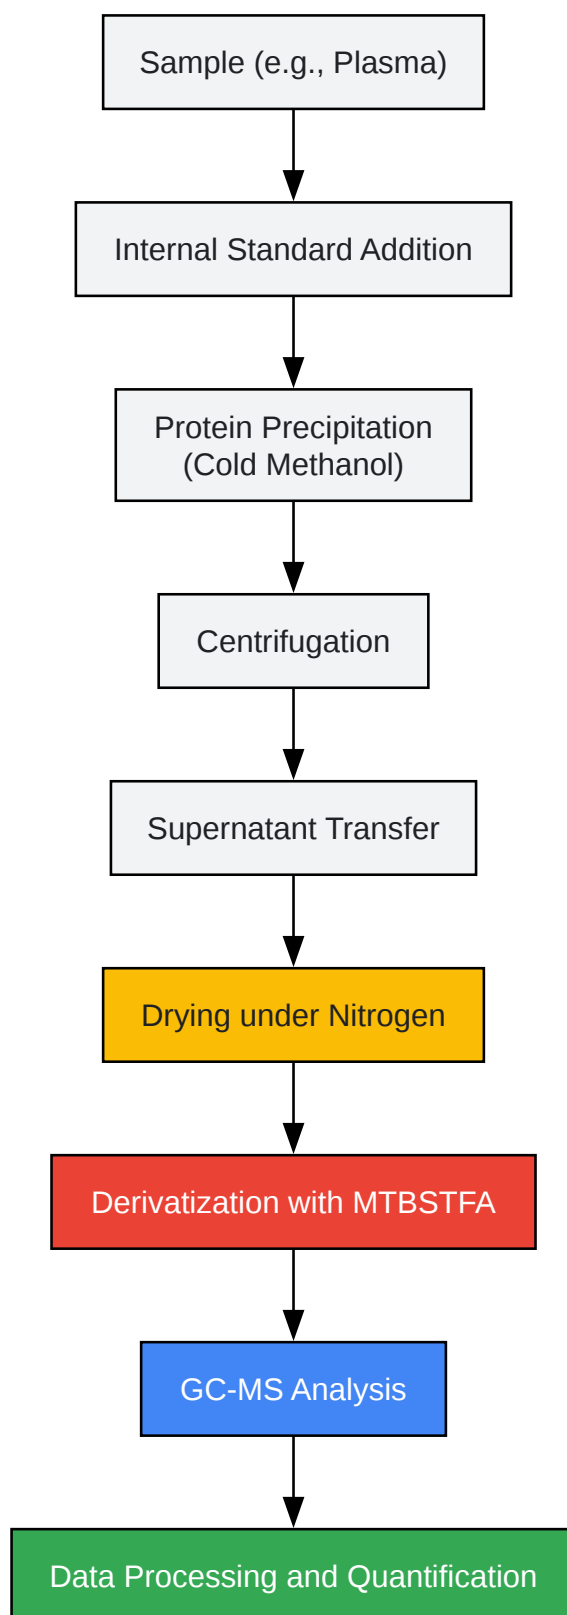 Sample (e.g., Plasma)
Internal Standard Addition
Protein Precipitation
(Cold Methanol)
Centrifugation
Supernatant Transfer
Drying under Nitrogen
Derivatization with MTBSTFA
GC-MS Analysis
Data Processing and Quantification